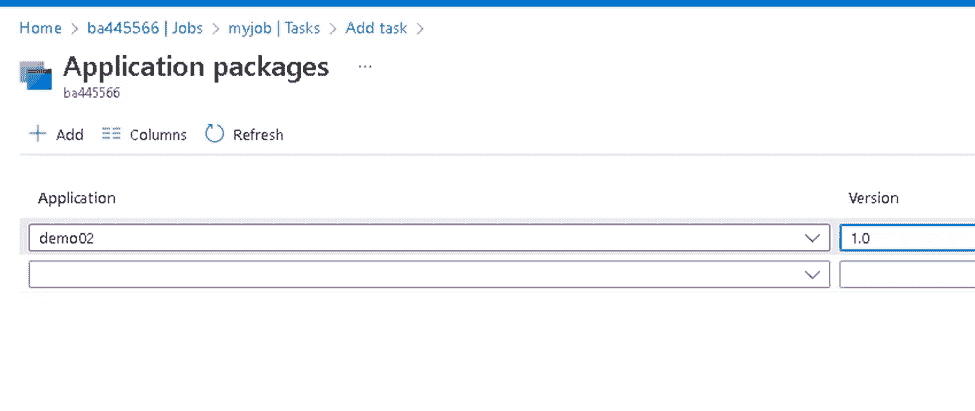 Home > ba445566 | Jobs > myjob | Tasks > Add task >
Application packages ...
ba445566
+ Add Columns Refresh
Application Version
demo02 1.0